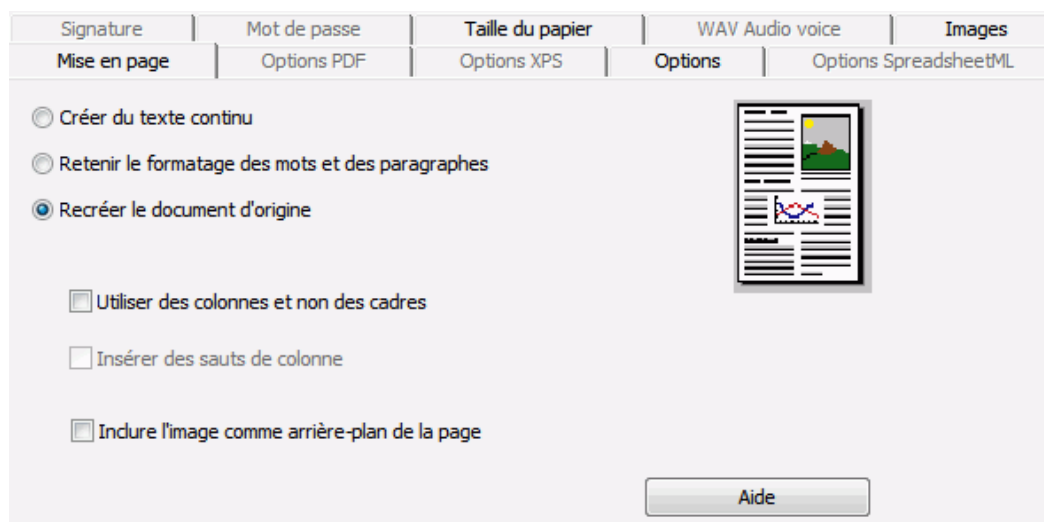 Signature Mot de passe Taille du papier WAV Audio voice Images
Mise en page Options PDF Options XPS Options Options SpreadsheetML
Créer du texte continu
Retenir le formatage des mots et des paragraphes
Recréer le document d'origine
Utiliser des colonnes et non des cadres
Insérer des sauts de colonne
Inclure l'image comme arrière-plan de la page
Aide